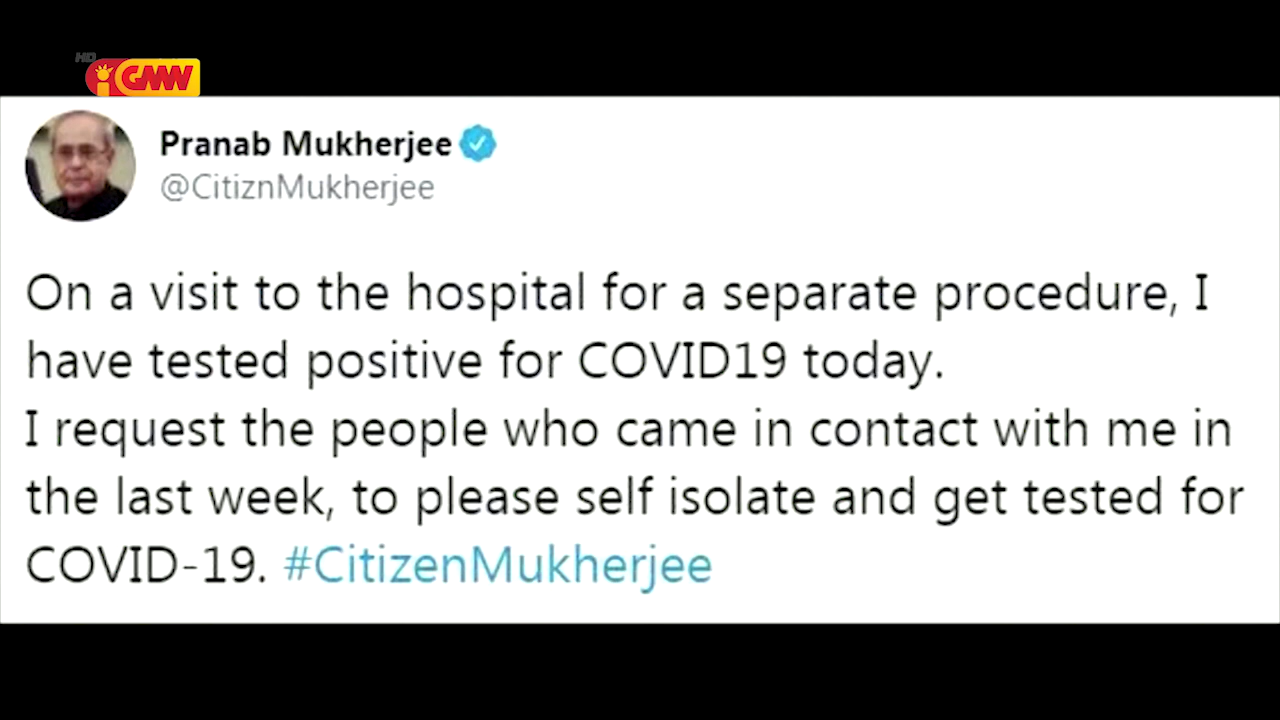 HD
iGMW
Pranab Mukherjee
@CitiznMukherjee
On a visit to the hospital for a separate procedure, I
have tested positive for COVID19 today.
I request the people who came in contact with me in
the last week, to please self isolate and get tested for
COVID-19. #CitizenMukherjee